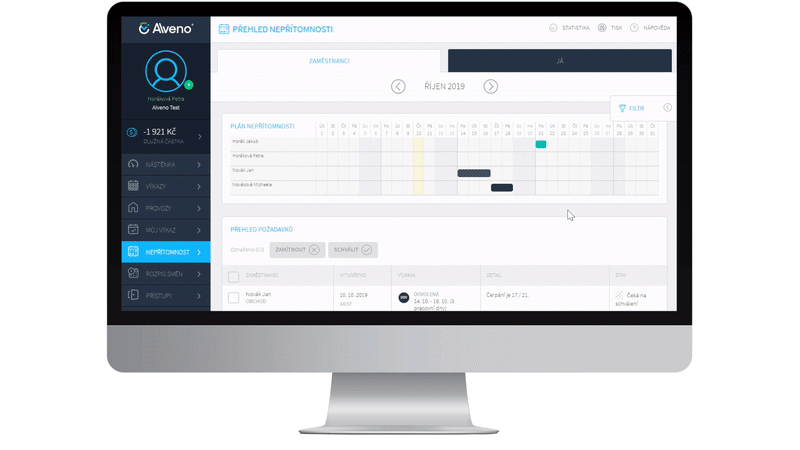 Alveno
Horáková Petra
Alveno Test
-1 921 Kč
DLUŽNÁ ČÁSTKA
NÁSTĚNKA
VÝKAZY
PROVOZY
MŮJ VÝKAZ
NEPŘÍTOMNOST
ROZPIS SMĚN
PŘÍSTUPY
PŘEHLED NEPŘÍTOMNOSTI
STATISTIKA
TISK
NÁPOVĚDA
ZAMĚSTNANCI
JÁ
ŘÍJEN 2019
FILTR
PLÁN NEPŘÍTOMNOSTI
Út St Čt Pá So Ne Po Út St Čt Pá So Ne Po Út St Čt Pá So Ne Po Út St Čt Pá So Ne Po Út St Čt
1 2 3 4 5 6 7 8 9 10 11 12 13 14 15 16 17 18 19 20 21 22 23 24 25 26 27 28 29 30 31
Horák Jakub
Horáková Petra
Novák Jan
Nováková Michaela
PŘEHLED POŽADAVKŮ
ZAMÍTNOUT
SCHVÁLIT
ZAMĚSTNANEC VYTVOŘENO VÝJIMKA DETAIL STAV
Novák Jan
OBCHOD
10. 10. 2019
14:57
DOV
DOVOLENÁ
14. 10. - 16. 10. (3
pracovní dny)
Čerpání je 17 / 21.
Čeká na
schválení